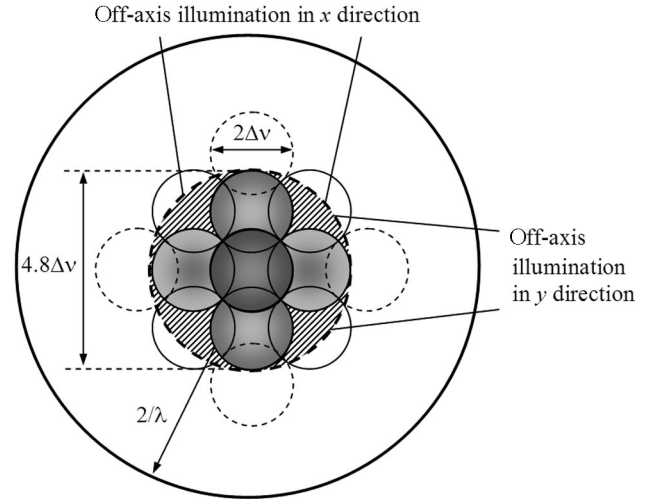 Off-axis illumination in x direction
2Δν
4.8Δν
Off-axis
illumination
in y direction
2/λ